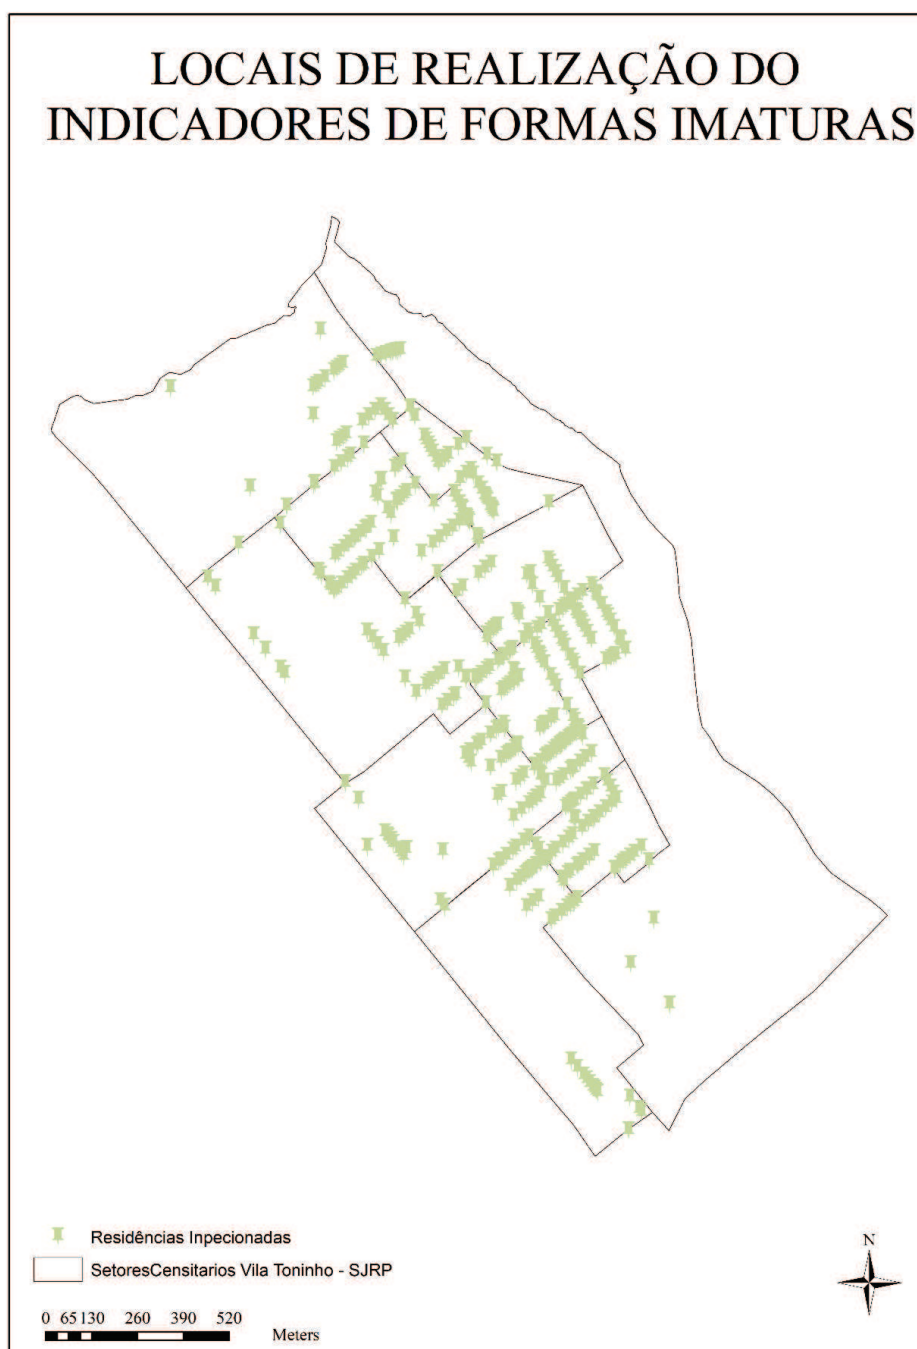 LOCAIS DE REALIZAÇÃO DO
INDICADORES DE FORMAS IMATURAS
Residências Inpecionadas
SetoresCensitarios Vila Toninho - SJRP
N
0 65 130 260 390 520
Meters